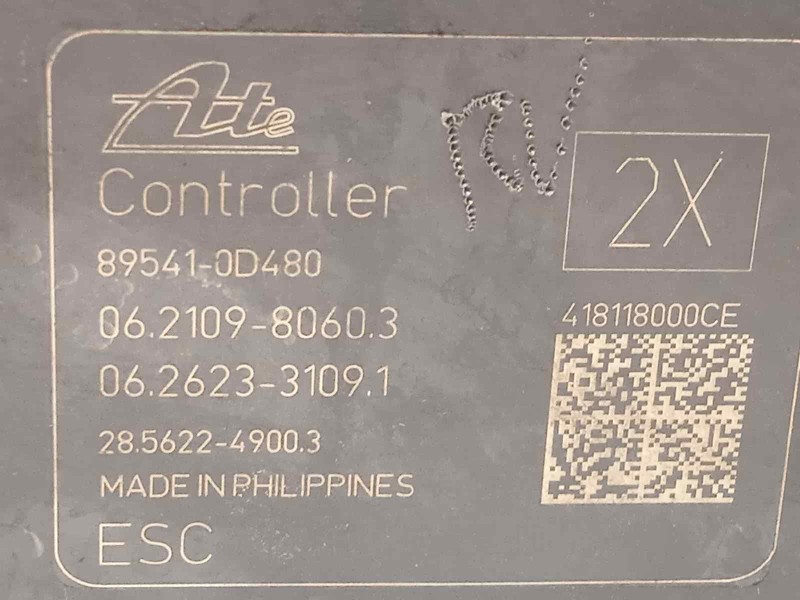 Ate
Controller
2X
89541-0D480
06.2109-8060.3
418118000CE
06.2623-3109.1
28.5622-4900.3
MADE IN PHILIPPINES
ESC